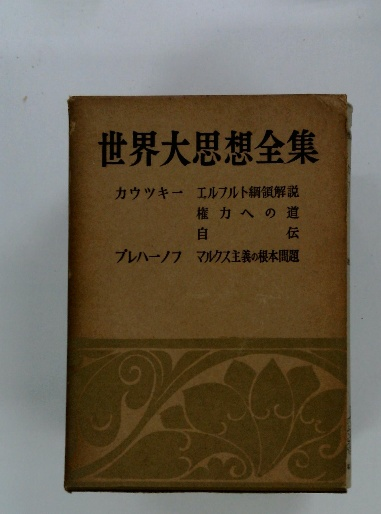 世界大思想全集
カウツキー エルフルト綱領解説
権力への道
自伝
プレハーノフ マルクス主義の根本問題